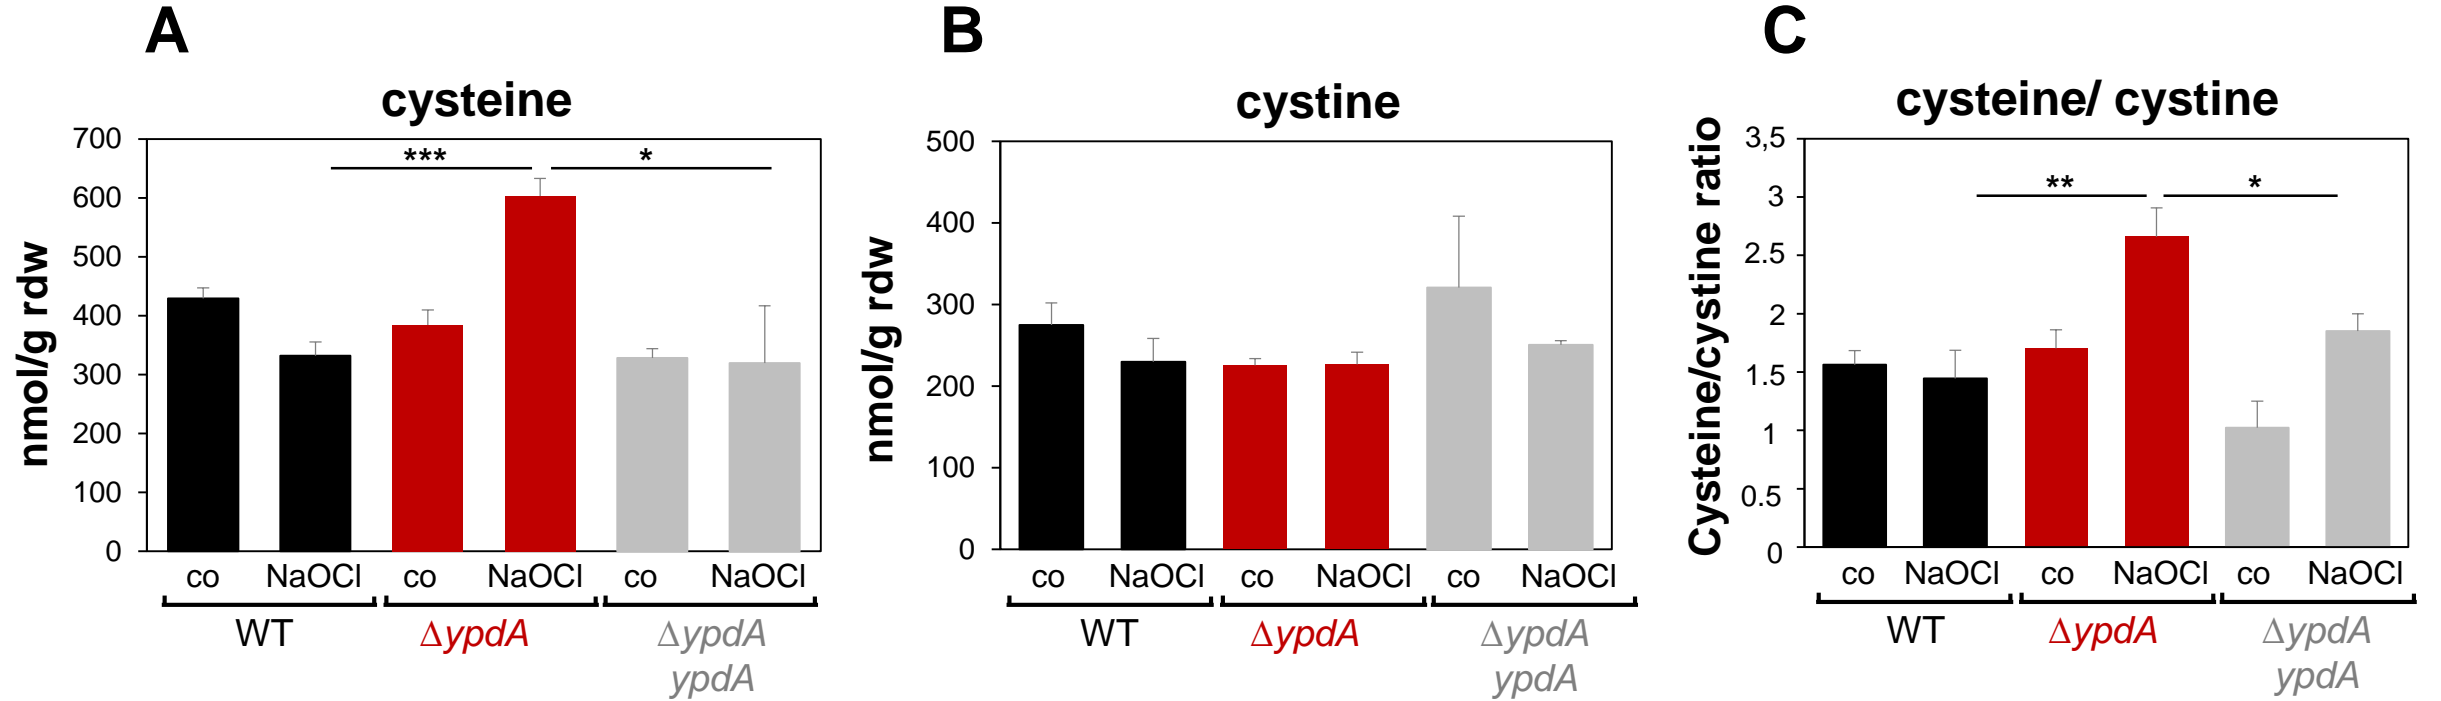 A
cysteine
nmol/g rdw
700
600
500
400
300
200
100
0
***
*
co NaOCl co NaOCl co NaOCl
WT ΔypdA ΔypdA
ypdA
B
cystine
nmol/g rdw
500
400
300
200
100
0
co NaOCl co NaOCl co NaOCl
WT ΔypdA ΔypdA
ypdA
C
cysteine/ cystine
Cysteine/cystine ratio
3,5
3
2.5
2
1.5
1
0.5
0
**
*
co NaOCl co NaOCl co NaOCl
WT ΔypdA ΔypdA
ypdA